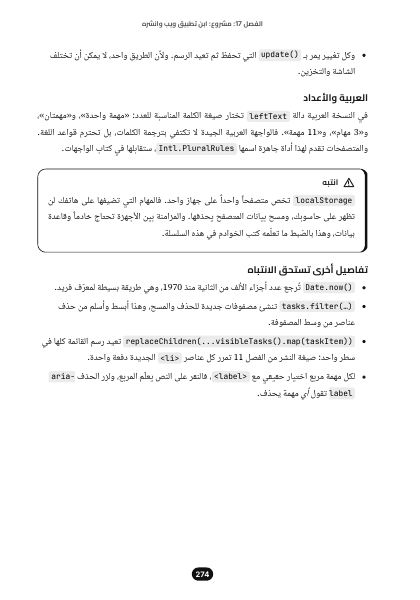 الفصل 17: مشروع: ابن تطبيق ويب وانشره
• وكل تغيير يمر بـ update() التي تحفظ ثم تعيد الرسم. ولأن الطريق واحد، لا يمكن أن تختلف
الشاشة والتخزين.
العربية والأعداد
في النسخة العربية دالة leftText تختار صيغة الكلمة المناسبة للعدد: «مهمة واحدة»، و«مهمتان»،
و«3 مهام»، و«11 مهمة». فالواجهة العربية الجيدة لا تكتفي بترجمة الكلمات، بل تحترم قواعد اللغة.
والمتصفحات تقدم لهذا أداة جاهزة اسمها Intl.PluralRules، ستقابلها في كتاب الواجهات.
انتبه
localStorage تخص متصفحاً واحداً على جهاز واحد. فالمهام التي تضيفها على هاتفك لن
تظهر على حاسوبك، ومسح بيانات المتصفح يحذفها. والمزامنة بين الأجهزة تحتاج خادماً وقاعدة
بيانات، وهذا بالضبط ما تعلّمه كتب الخوادم في هذه السلسلة.
تفاصيل أخرى تستحق الانتباه
• Date.now() تُرجع عدد أجزاء الألف من الثانية منذ 1970، وهي طريقة بسيطة لمعرّف فريد.
• tasks.filter(…) تنشئ مصفوفات جديدة للحذف والمسح، وهذا أبسط وأسلم من حذف
عناصر من وسط المصفوفة.
• replaceChildren(...visibleTasks().map(taskItem)) تعيد رسم القائمة كلها في
سطر واحد: صيغة النشر من الفصل 11 تمرر كل عناصر <li> الجديدة دفعة واحدة.
• لكل مهمة مربع اختيار حقيقي مع <label>، فالنقر على النص يعلّم المربع، ولزر الحذف aria-
label تقول أي مهمة يحذف.
274